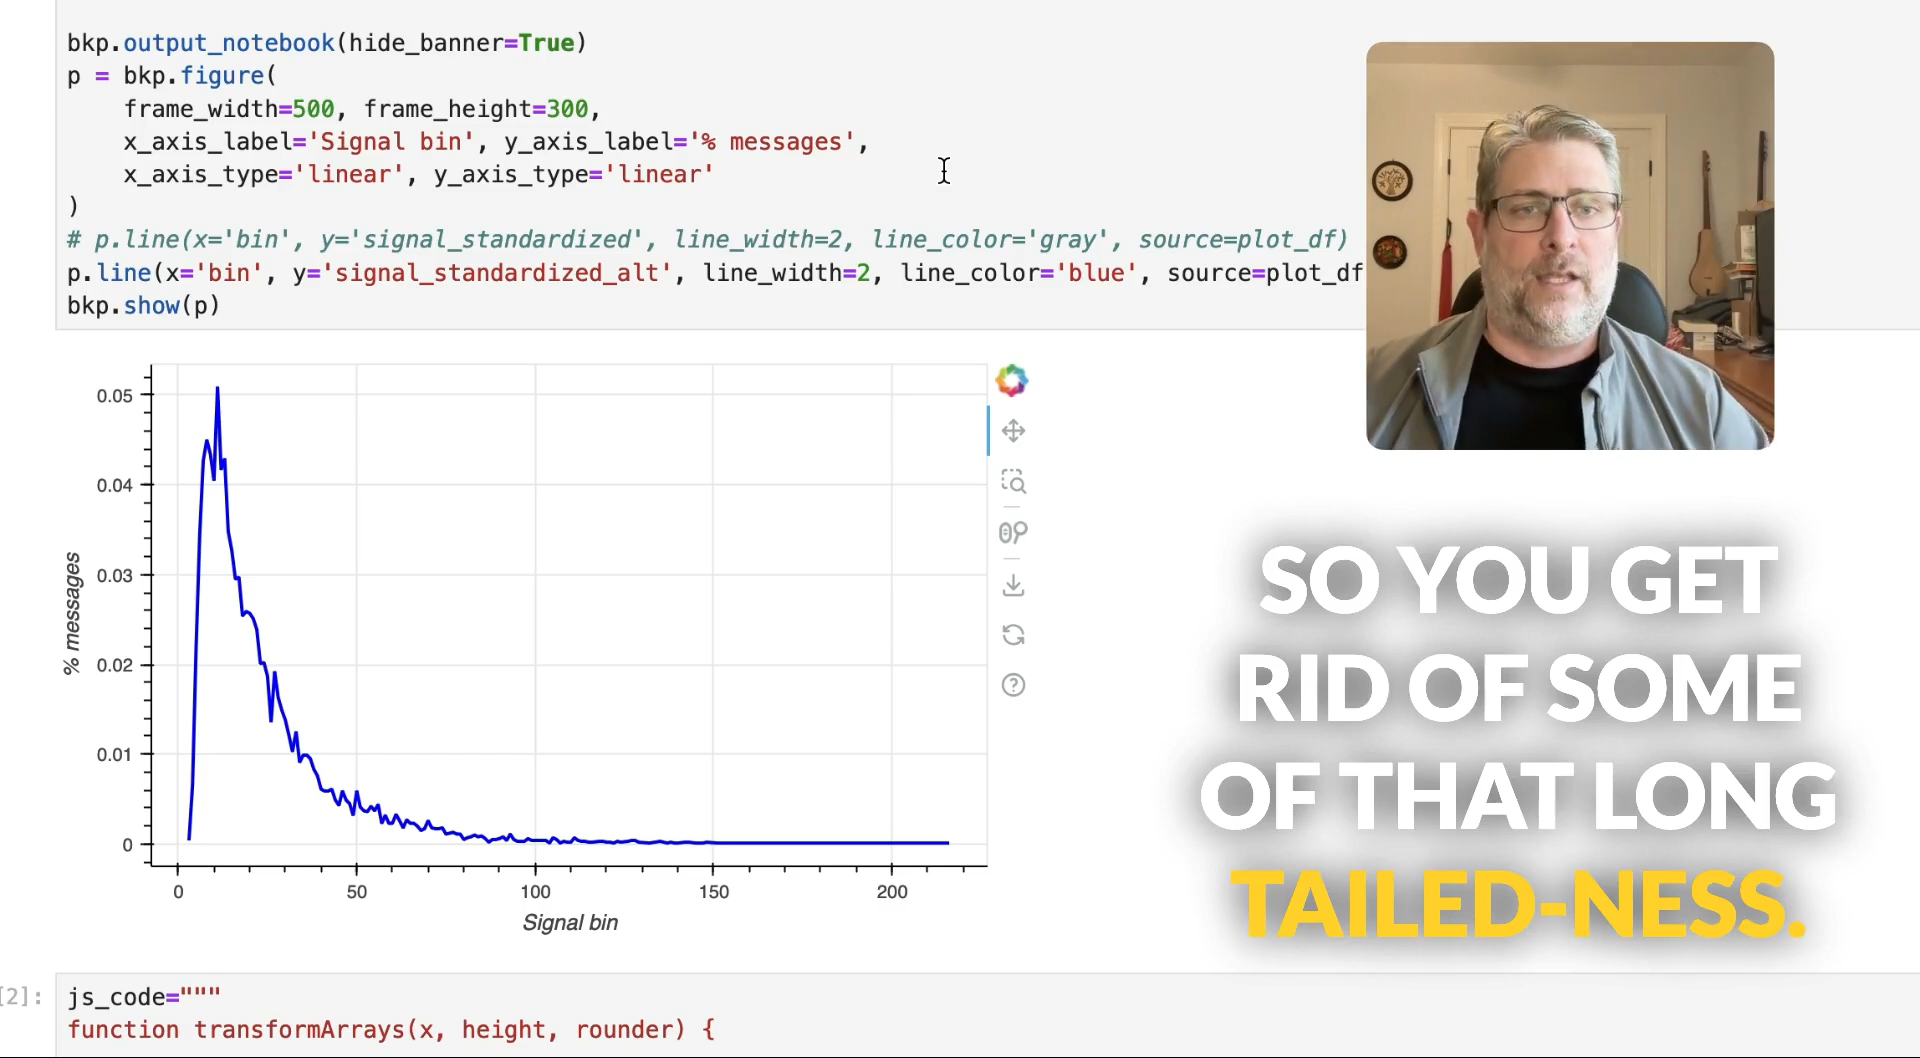 bkp.output_notebook(hide_banner=True)
p = bkp.figure(
    frame_width=500, frame_height=300,
    x_axis_label='Signal bin', y_axis_label='% messages',
    x_axis_type='linear', y_axis_type='linear'
)
# p.line(x='bin', y='signal_standardized', line_width=2, line_color='gray', source=plot_df)
p.line(x='bin', y='signal_standardized_alt', line_width=2, line_color='blue', source=plot_df
bkp.show(p)
0.05
0.04
0.03
0.02
0.01
0
% messages
0 50 100 150 200
Signal bin
SO YOU GET
RID OF SOME
OF THAT LONG
TAILED-NESS.
[2]:
js_code="""
function transformArrays(x, height, rounder) {